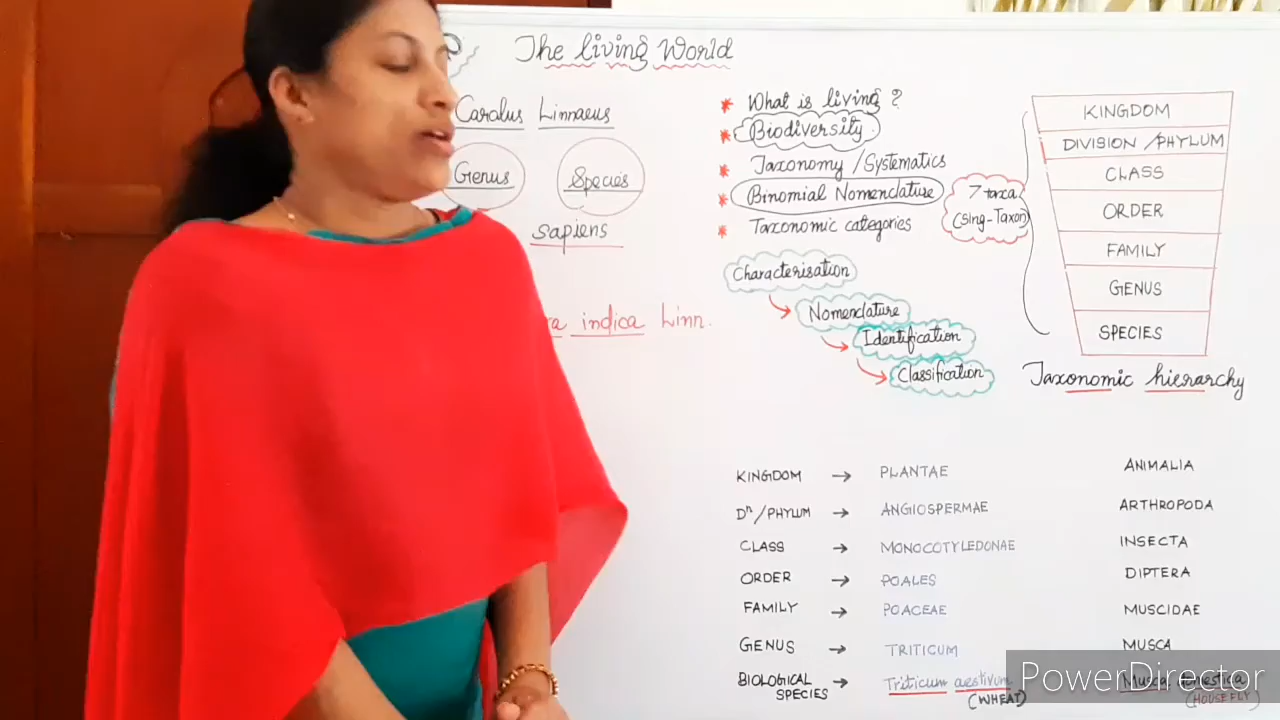 The living World
Carolus Linnaeus
Genus Species
sapiens
indica Linn.
* What is living?
* Biodiversity
* Taxonomy/Systematics
* Binomial Nomenclature
* Taxonomic categories
Characterisation
Nomenclature
Identification
Classification
7 taxa
(sing-Taxon)
KINGDOM
DIVISION/PHYLUM
CLASS
ORDER
FAMILY
GENUS
SPECIES
Taxonomic hierarchy
KINGDOM → PLANTAE ANIMALIA
Dⁿ/PHYLUM → ANGIOSPERMAE ARTHROPODA
CLASS → MONOCOTYLEDONAE INSECTA
ORDER → POALES DIPTERA
FAMILY → POACEAE MUSCIDAE
GENUS → TRITICUM MUSCA
BIOLOGICAL SPECIES → Triticum aestivum Musca
(WHEAT) (HOUSEFLY)
PowerDirector